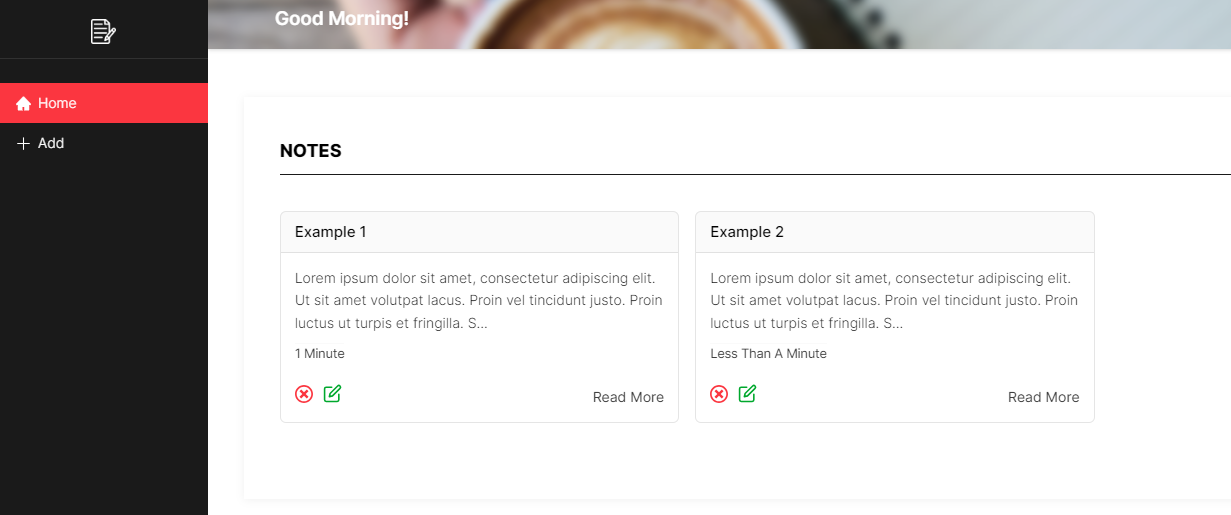 Good Morning!
Home
Add
NOTES
Example 1
Lorem ipsum dolor sit amet, consectetur adipiscing elit.
Ut sit amet volutpat lacus. Proin vel tincidunt justo. Proin
luctus ut turpis et fringilla. S...
1 Minute
Read More
Example 2
Lorem ipsum dolor sit amet, consectetur adipiscing elit.
Ut sit amet volutpat lacus. Proin vel tincidunt justo. Proin
luctus ut turpis et fringilla. S...
Less Than A Minute
Read More